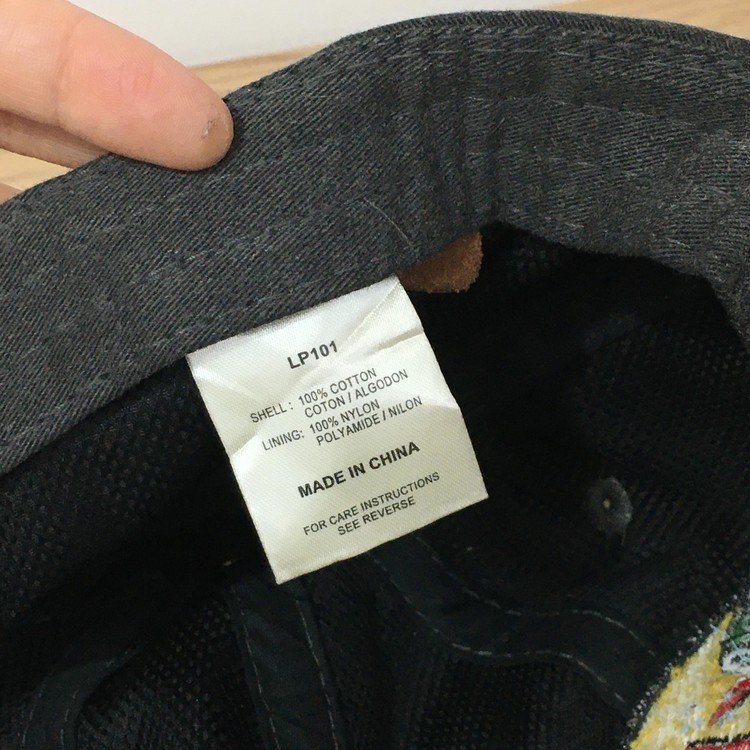 LP101
SHELL: 100% COTTON
COTON / ALGODON
LINING: 100% NYLON
POLYAMIDE / NILON
MADE IN CHINA
FOR CARE INSTRUCTIONS
SEE REVERSE